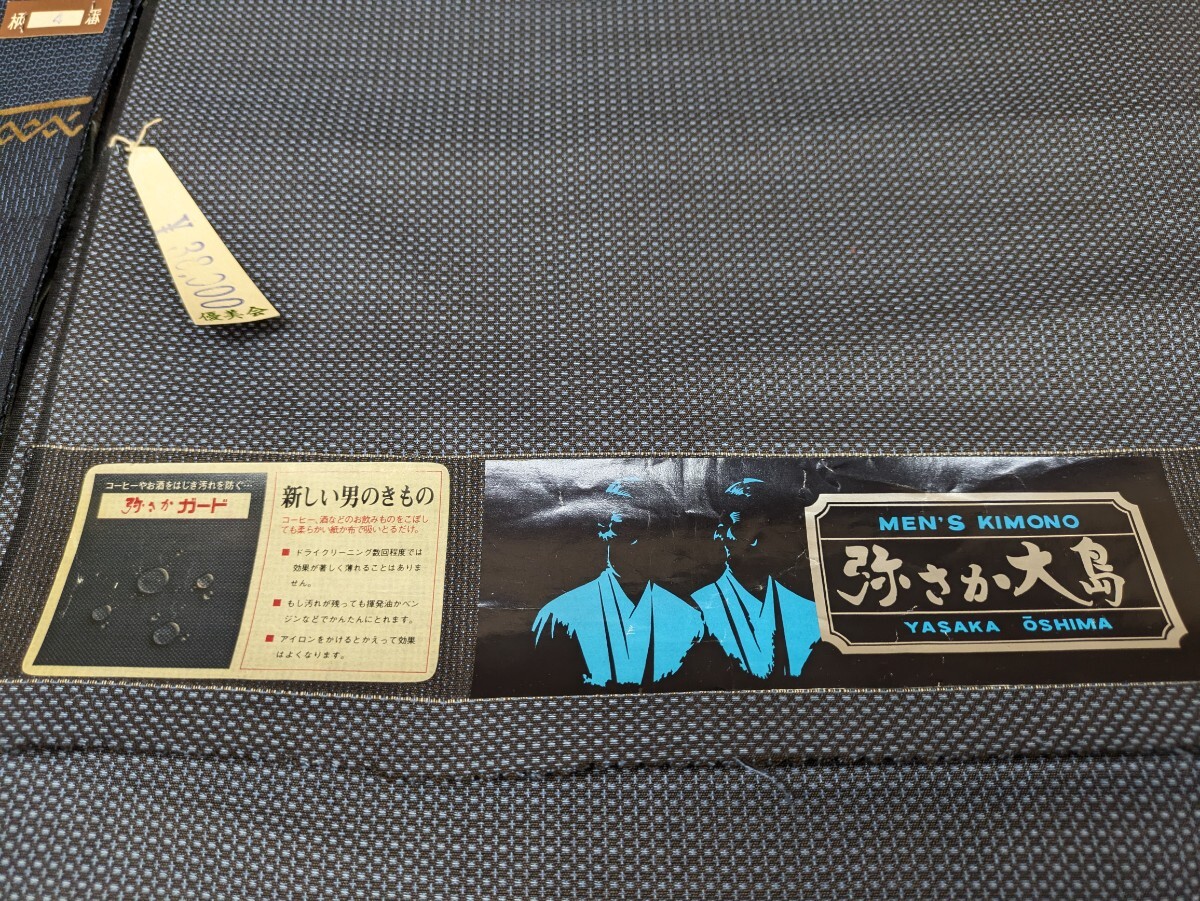 柄 4 番
¥38,000
優美会
コーヒーやお酒をはじき汚れを防ぐ…
弥さかガード
新しい男のきもの
コーヒー、酒などのお飲みものをこぼし
ても柔らかい紙か布で吸いとるだけ。
■ ドライクリーニング数回程度では
効果が著しく薄れることはありま
せん。
■ もし汚れが残っても揮発油かベン
ジンなどでかんたんにとれます。
■ アイロンをかけるとかえって効果
はよくなります。
MEN'S KIMONO
弥さか大島
YASAKA ŌSHIMA